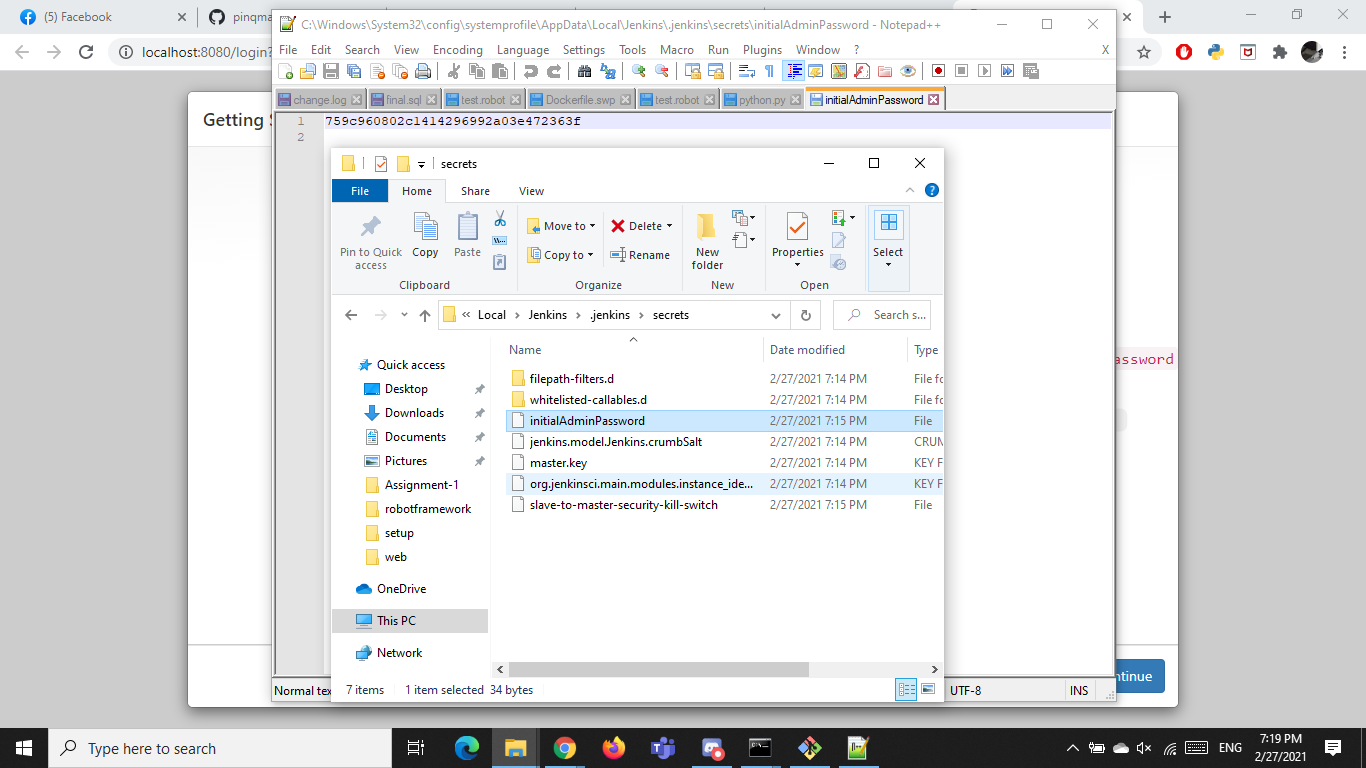 (5) Facebook
pinqma
C:\Windows\System32\config\systemprofile\AppData\Local\Jenkins\.jenkins\secrets\initialAdminPassword - Notepad++
localhost:8080/login?
File Edit Search View Encoding Language Settings Tools Macro Run Plugins Window ? X
change.log final.sql test.robot Dockerfile.swp test.robot python.py initialAdminPassword
Getting S
1 759c960802c1414296992a03e472363f
2
secrets
File Home Share View
Pin to Quick access
Copy
Paste
Move to
Copy to
Delete
Rename
New folder
Properties
Select
Clipboard Organize New Open
Local > Jenkins > .jenkins > secrets
Search s...
Name Date modified Type
Quick access
Desktop
Downloads
Documents
Pictures
Assignment-1
robotframework
setup
web
OneDrive
This PC
Network
filepath-filters.d 2/27/2021 7:14 PM File fo
whitelisted-callables.d 2/27/2021 7:14 PM File fo
initialAdminPassword 2/27/2021 7:15 PM File
jenkins.model.Jenkins.crumbSalt 2/27/2021 7:14 PM CRUM
master.key 2/27/2021 7:14 PM KEY F
org.jenkinsci.main.modules.instance_ide... 2/27/2021 7:14 PM KEY F
slave-to-master-security-kill-switch 2/27/2021 7:15 PM File
assword
ntinue
7 items 1 item selected 34 bytes
Normal tex UTF-8 INS
Type here to search
ENG
7:19 PM
2/27/2021